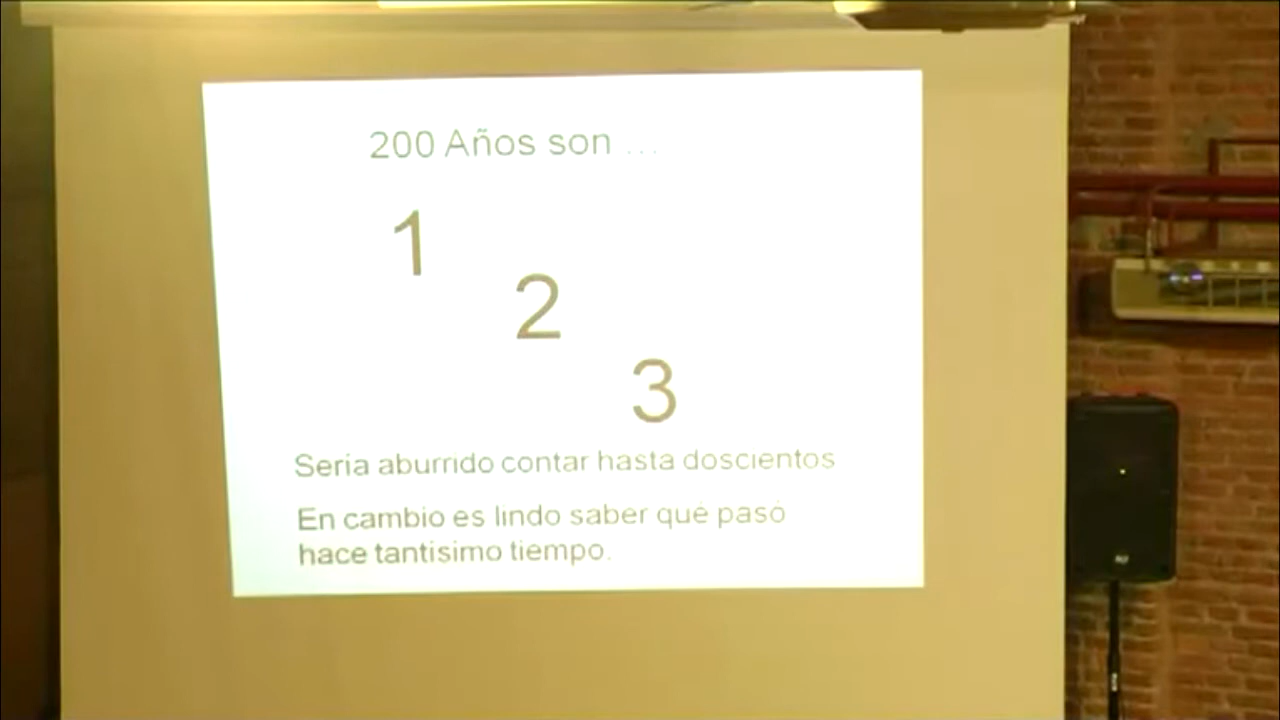 200 Años son ...
1
2
3
Seria aburrido contar hasta doscientos
En cambio es lindo saber qué pasó
hace tantisimo tiempo.